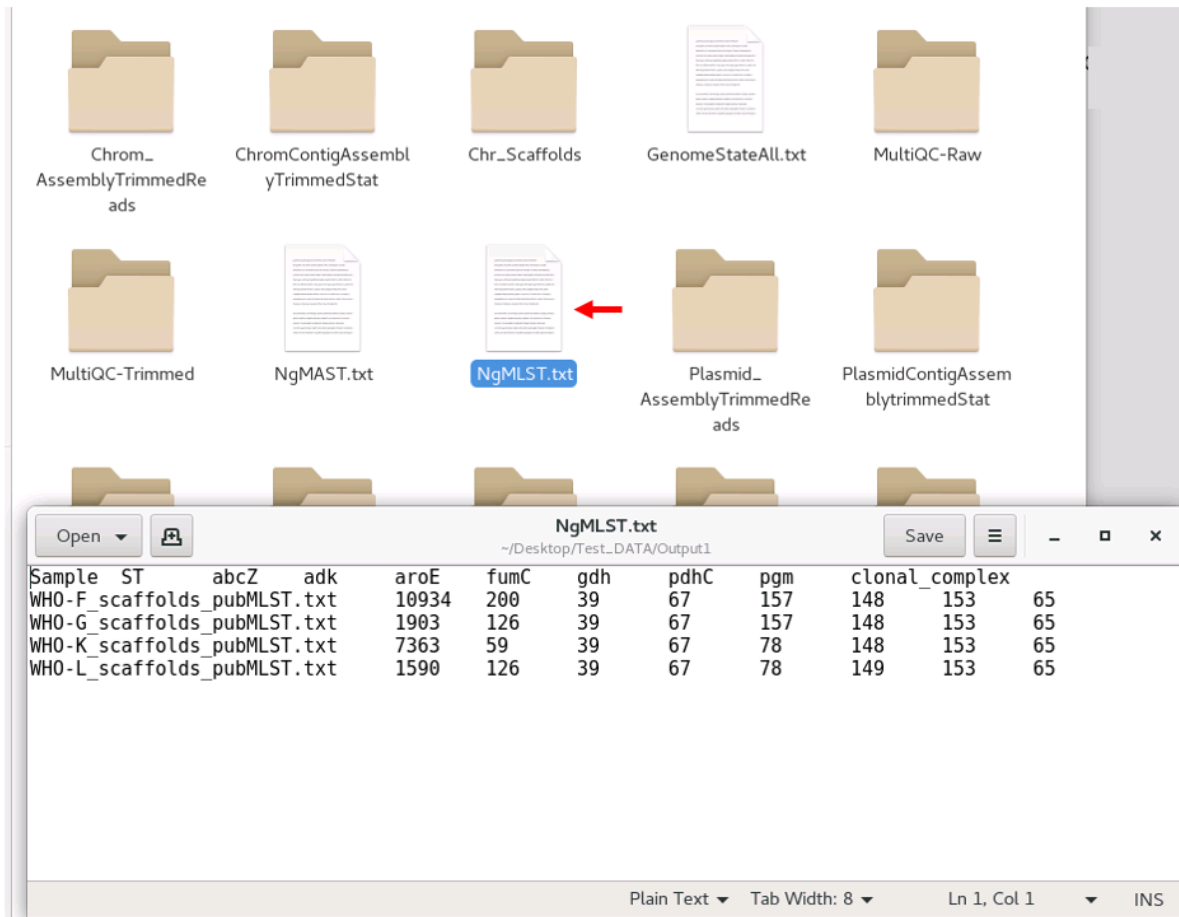 Chrom_
AssemblyTrimmedRe
ads
ChromContigAssembl
yTrimmedStat
Chr_Scaffolds
GenomeStateAll.txt
MultiQC-Raw
MultiQC-Trimmed
NgMAST.txt
NgMLST.txt
Plasmid_
AssemblyTrimmedRe
ads
PlasmidContigAssem
blytrimmedStat
Open
NgMLST.txt
~/Desktop/Test_DATA/Output1
Save
Sample ST abcZ adk aroE fumC gdh pdhC pgm clonal_complex
WHO-F_scaffolds_pubMLST.txt 10934 200 39 67 157 148 153 65
WHO-G_scaffolds_pubMLST.txt 1903 126 39 67 157 148 153 65
WHO-K_scaffolds_pubMLST.txt 7363 59 39 67 78 148 153 65
WHO-L_scaffolds_pubMLST.txt 1590 126 39 67 78 149 153 65
Plain Text Tab Width: 8 Ln 1, Col 1 INS